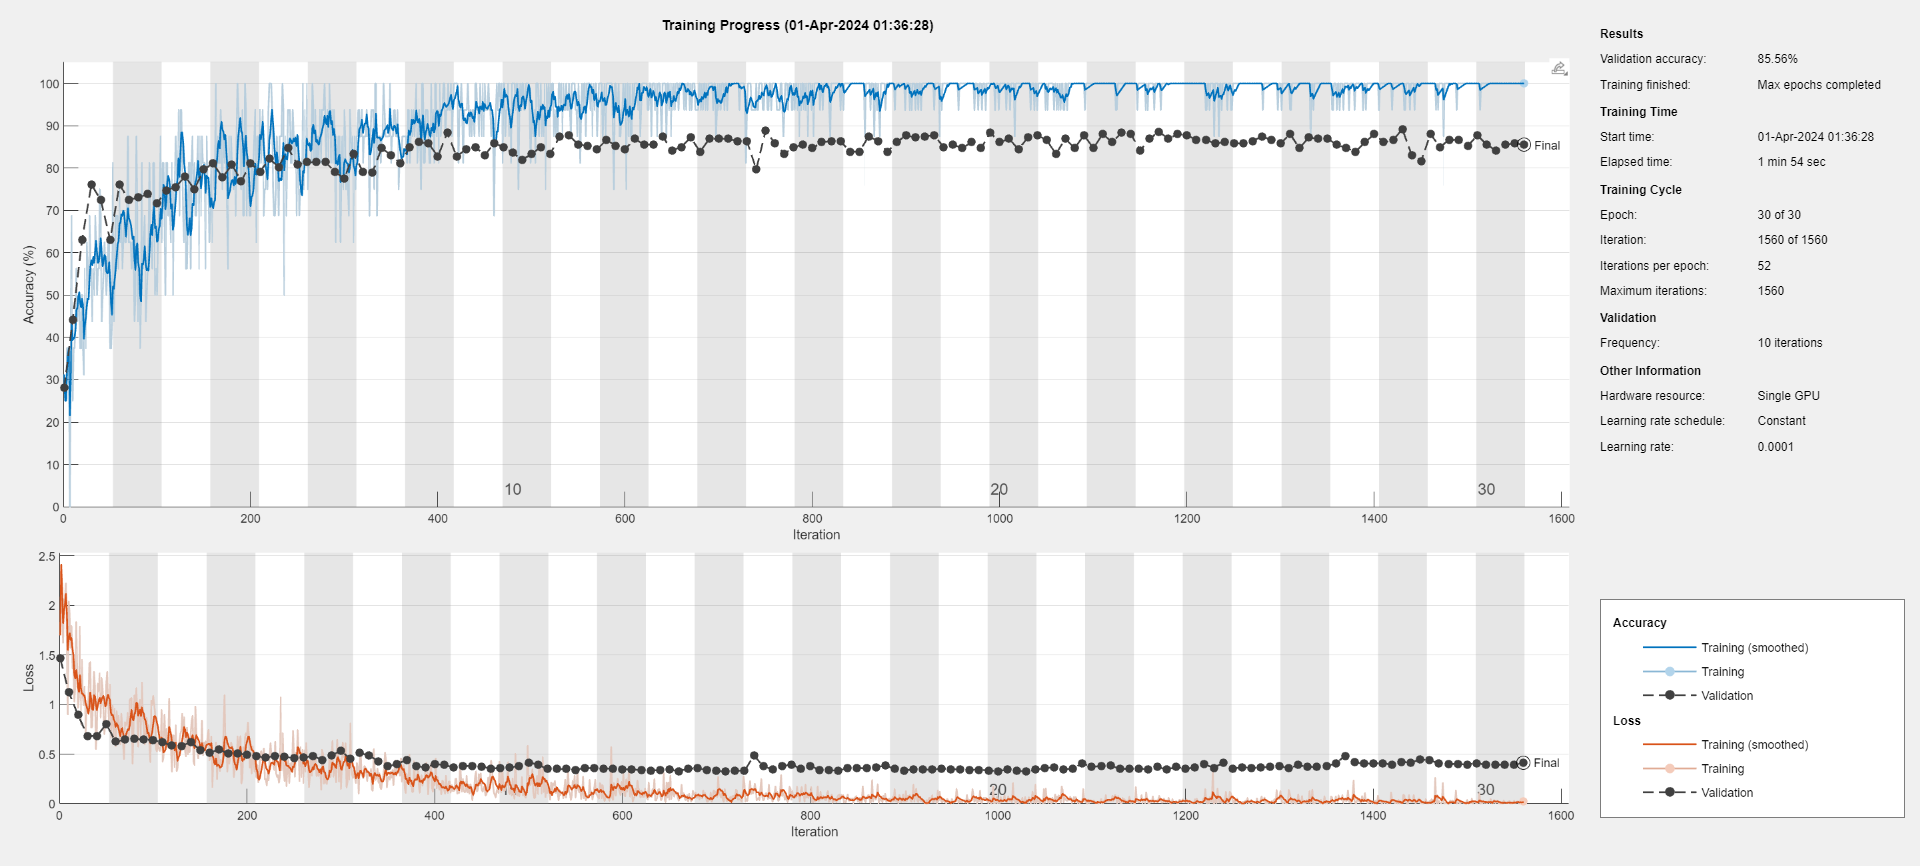 Training Progress (01-Apr-2024 01:36:28)
100
90
80
70
60
50
40
30
20
10
0
Accuracy (%)
10
20
30
Final
0
200
400
600
800
1000
1200
1400
1600
Iteration
2.5
2
1.5
1
0.5
0
Loss
20
30
Final
0
200
400
600
800
1000
1200
1400
1600
Iteration
Results
Validation accuracy: 85.56%
Training finished: Max epochs completed
Training Time
Start time: 01-Apr-2024 01:36:28
Elapsed time: 1 min 54 sec
Training Cycle
Epoch: 30 of 30
Iteration: 1560 of 1560
Iterations per epoch: 52
Maximum iterations: 1560
Validation
Frequency: 10 iterations
Other Information
Hardware resource: Single GPU
Learning rate schedule: Constant
Learning rate: 0.0001
Accuracy
Training (smoothed)
Training
Validation
Loss
Training (smoothed)
Training
Validation